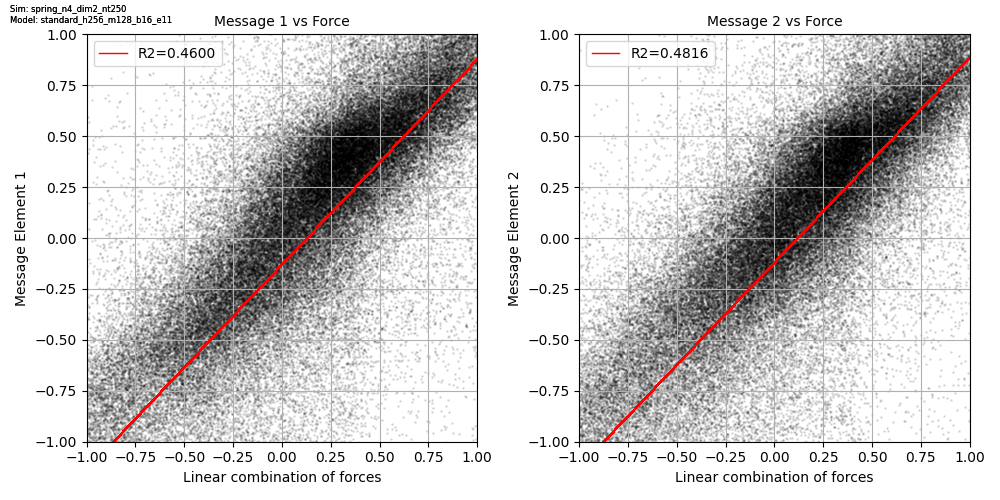 Sim: spring_n4_dim2_nt250
Model: standard_h256_m128_b16_e11
Message 1 vs Force
R2=0.4600
1.00
0.75
0.50
0.25
0.00
−0.25
−0.50
−0.75
−1.00
Message Element 1
−1.00 −0.75 −0.50 −0.25 0.00 0.25 0.50 0.75 1.00
Linear combination of forces
Message 2 vs Force
R2=0.4816
1.00
0.75
0.50
0.25
0.00
−0.25
−0.50
−0.75
−1.00
Message Element 2
−1.00 −0.75 −0.50 −0.25 0.00 0.25 0.50 0.75 1.00
Linear combination of forces